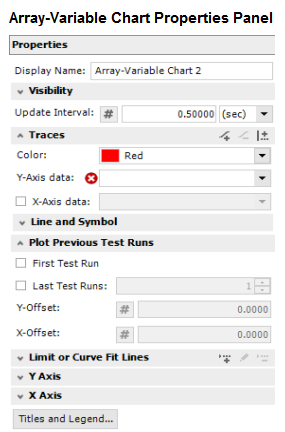 Array-Variable Chart Properties Panel
Properties
Display Name: Array-Variable Chart 2
Visibility
Update Interval: # 0.50000 (sec)
Traces
Color: Red
Y-Axis data:
X-Axis data:
Line and Symbol
Plot Previous Test Runs
First Test Run
Last Test Runs: 1
Y-Offset: # 0.0000
X-Offset: # 0.0000
Limit or Curve Fit Lines
Y Axis
X Axis
Titles and Legend...